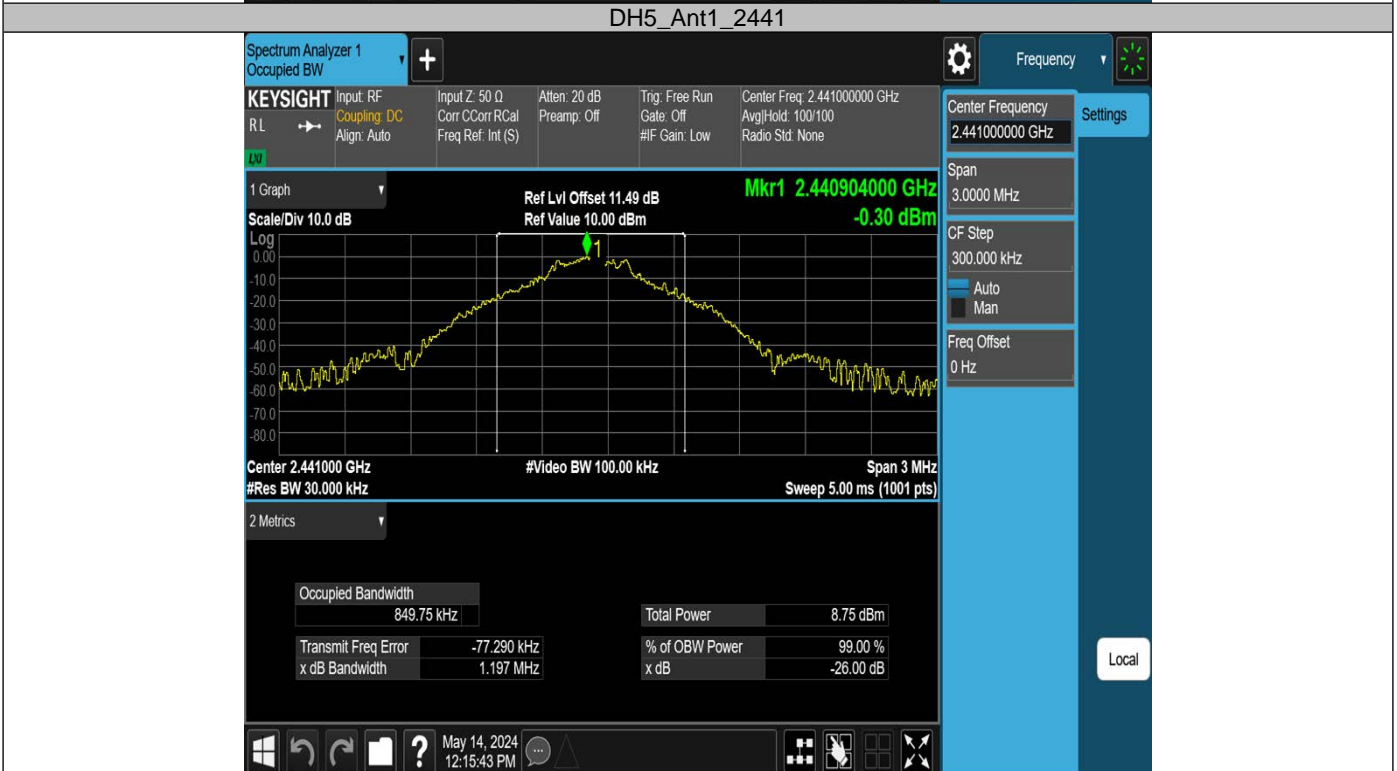 DH5_Ant1_2441
Spectrum Analyzer 1
Occupied BW
+
Frequency
KEYSIGHT
RL
LXI
Input: RF
Coupling: DC
Align: Auto
Input Z: 50 Ω
Corr CCorr RCal
Freq Ref: Int (S)
Atten: 20 dB
Preamp: Off
Trig: Free Run
Gate: Off
#IF Gain: Low
Center Freq: 2.441000000 GHz
Avg|Hold: 100/100
Radio Std: None
Center Frequency
2.441000000 GHz
Settings
Span
3.0000 MHz
CF Step
300.000 kHz
Auto
Man
Freq Offset
0 Hz
Local
1 Graph
Scale/Div 10.0 dB
Ref Lvl Offset 11.49 dB
Ref Value 10.00 dBm
Mkr1 2.440904000 GHz
-0.30 dBm
Log
1
0.00
-10.0
-20.0
-30.0
-40.0
-50.0
-60.0
-70.0
-80.0
Center 2.441000 GHz
#Res BW 30.000 kHz
#Video BW 100.00 kHz
Span 3 MHz
Sweep 5.00 ms (1001 pts)
2 Metrics
Occupied Bandwidth
849.75 kHz
Total Power 8.75 dBm
Transmit Freq Error -77.290 kHz
% of OBW Power 99.00 %
x dB Bandwidth 1.197 MHz
x dB -26.00 dB
?
May 14, 2024
12:15:43 PM